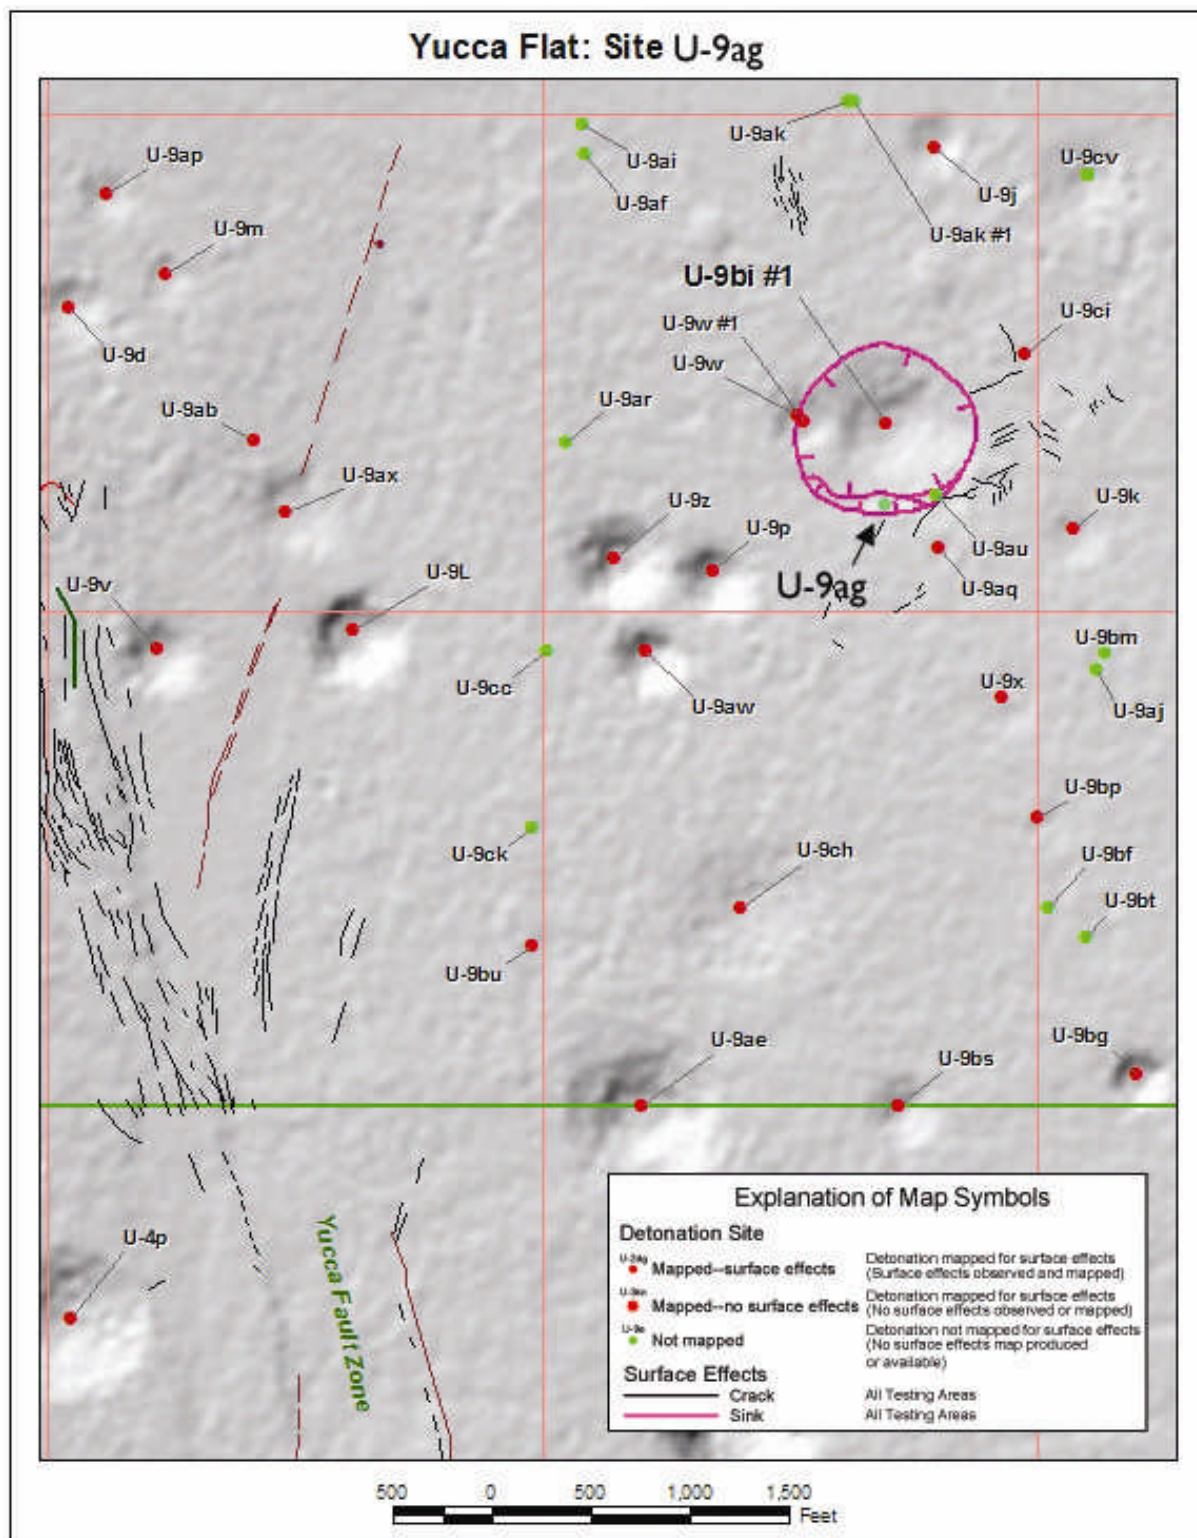 Yucca Flat: Site U-9ag
U-9ak
U-9ai
U-9ap
U-9cv
U-9j
U-9af
U-9m
U-9ak #1
U-9bi #1
U-9w #1
U-9ci
U-9d
U-9w
U-9ar
U-9ab
U-9ax
U-9z
U-9k
U-9p
U-9au
U-9L
U-9v
U-9ag
U-9aq
U-9bm
U-9cc
U-9x
U-9aw
U-9aj
U-9bp
U-9ck
U-9ch
U-9bf
U-9bt
U-9bu
U-9ae
U-9bg
U-9bs
Explanation of Map Symbols
Detonation Site
U-4p
Yucca Fault Zone
Mapped--surface effects
Detonation mapped for surface effects
(Surface effects observed and mapped)
Mapped--no surface effects
Detonation mapped for surface effects
(No surface effects observed or mapped)
U-9e
Not mapped
Detonation not mapped for surface effects
(No surface effects map produced
or available)
Surface Effects
Crack
All Testing Areas
Sink
All Testing Areas
500 0 500 1,000 1,500
Feet